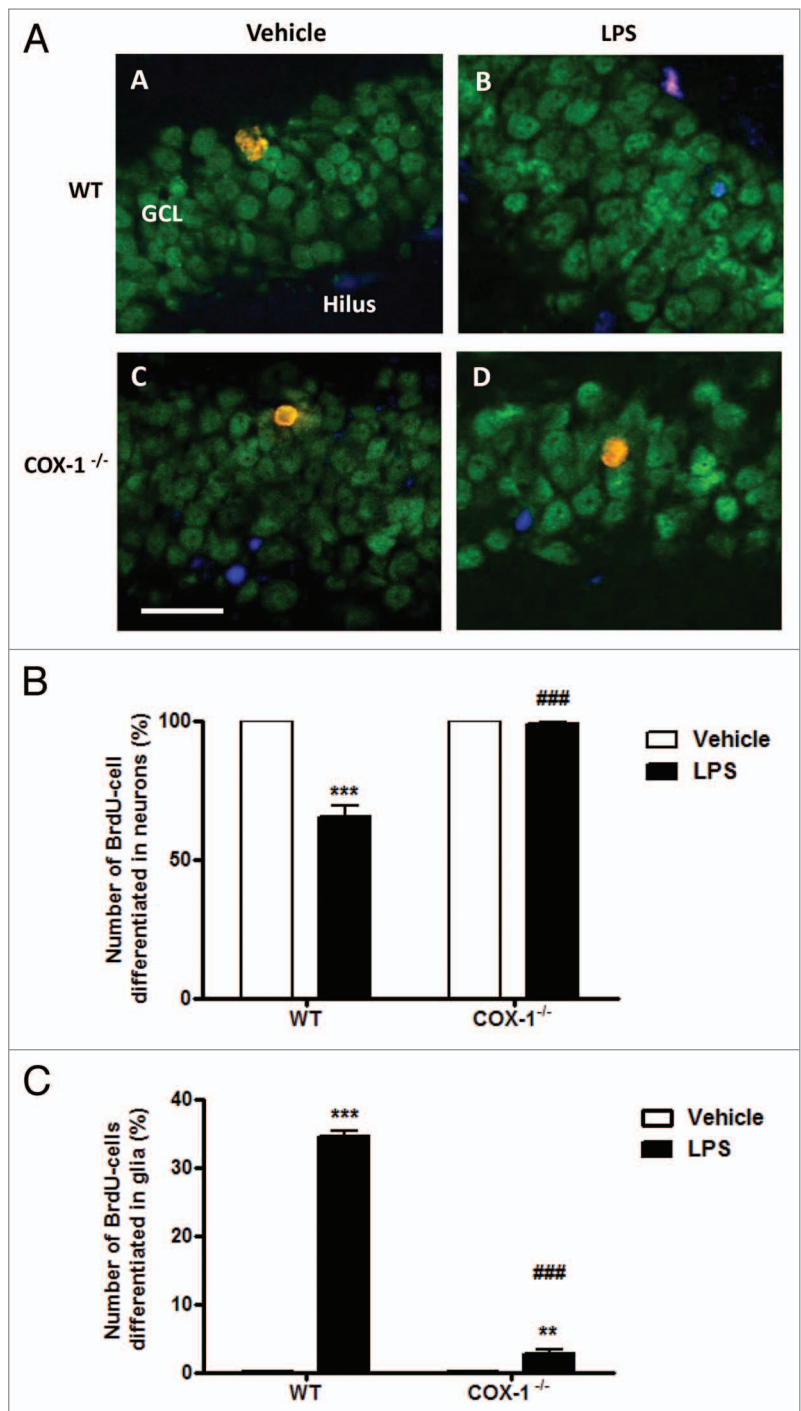 A
Vehicle LPS
A B
WT
GCL
Hilus
C D
COX-1 -/-
B
Number of BrdU-cell
differentiated in neurons (%)
100
50
0
***
###
WT COX-1-/-
Vehicle
LPS
C
Number of BrdU-cells
differentiated in glia (%)
40
30
20
10
0
***
###
**
WT COX-1 -/-
Vehicle
LPS